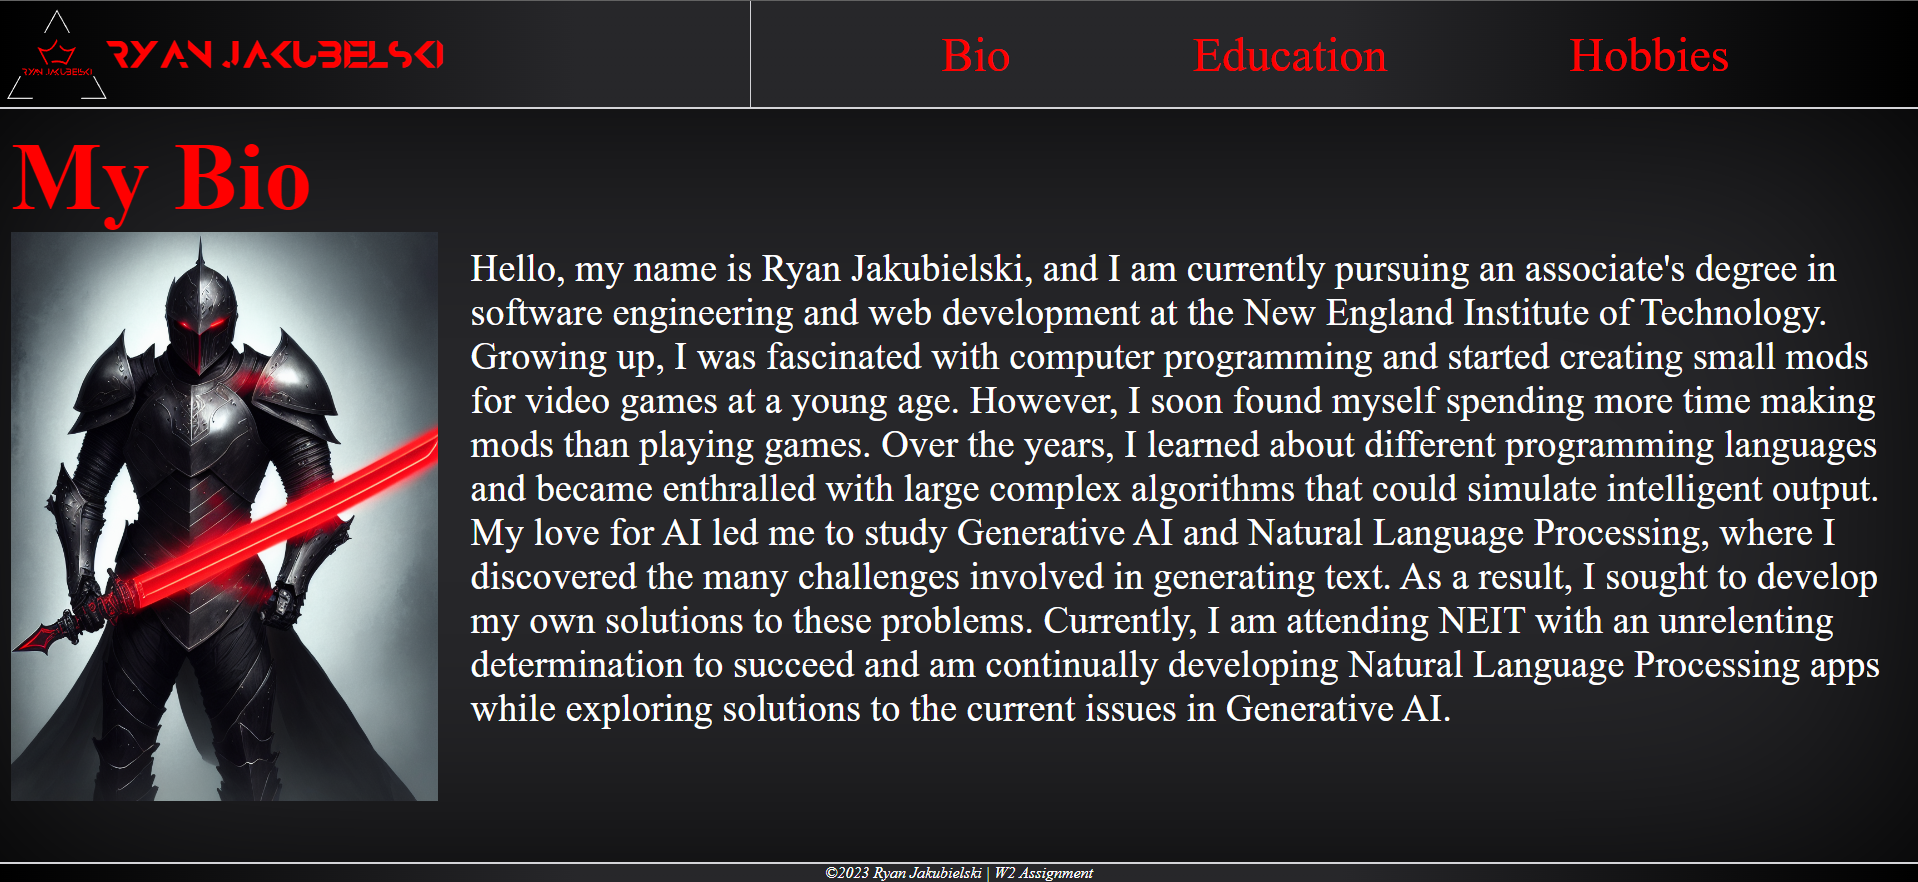 RYAN JAKUBIELSKI
RYAN JAKUBIELSKI
Bio
Education
Hobbies
My Bio
Hello, my name is Ryan Jakubielski, and I am currently pursuing an associate's degree in
software engineering and web development at the New England Institute of Technology.
Growing up, I was fascinated with computer programming and started creating small mods
for video games at a young age. However, I soon found myself spending more time making
mods than playing games. Over the years, I learned about different programming languages
and became enthralled with large complex algorithms that could simulate intelligent output.
My love for AI led me to study Generative AI and Natural Language Processing, where I
discovered the many challenges involved in generating text. As a result, I sought to develop
my own solutions to these problems. Currently, I am attending NEIT with an unrelenting
determination to succeed and am continually developing Natural Language Processing apps
while exploring solutions to the current issues in Generative AI.
©2023 Ryan Jakubielski | W2 Assignment